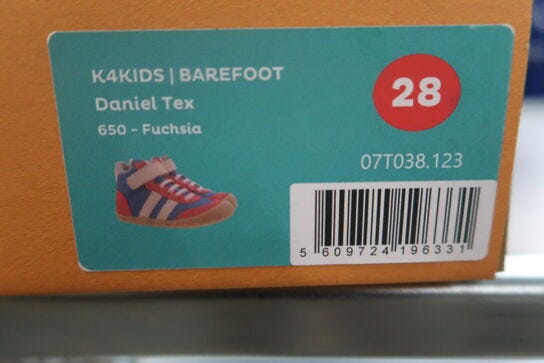 K4KIDS | BAREFOOT
Daniel Tex
650 - Fuchsia
28
07T038.123
5 609724 196331